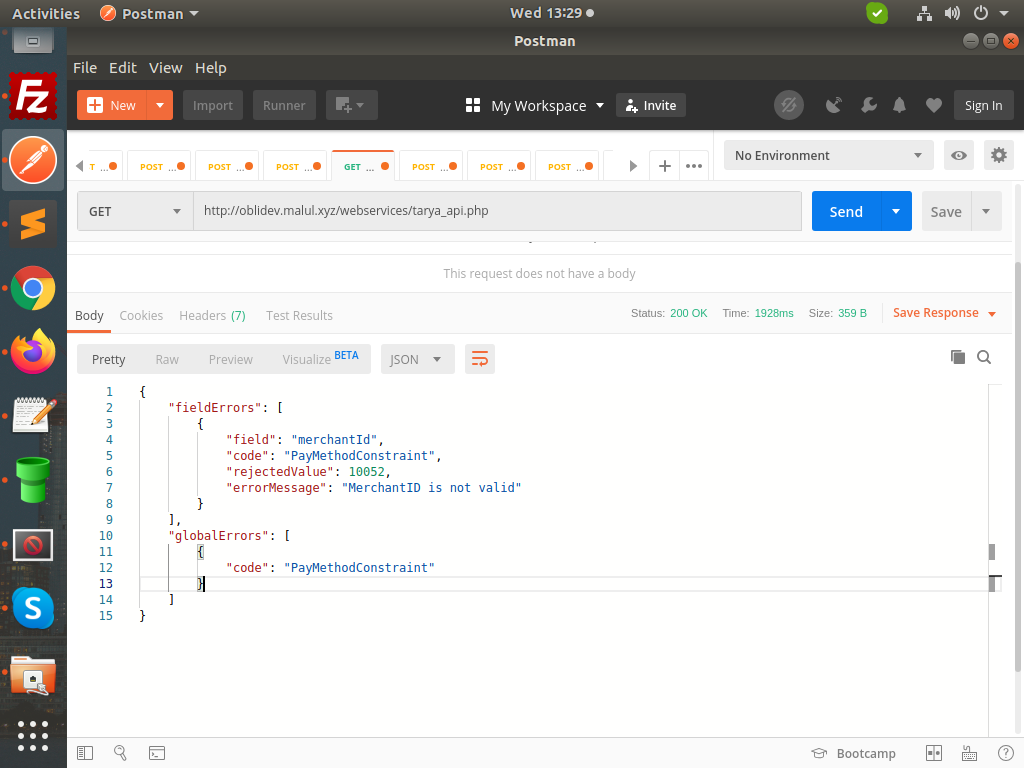 Activities Postman Wed 13:29
Postman
File Edit View Help
New Import Runner My Workspace Invite Sign In
T ... POST ... POST ... POST ... GET ... POST ... POST ... POST ... No Environment
GET http://oblidev.malul.xyz/webservices/tarya_api.php Send Save
This request does not have a body
Body Cookies Headers (7) Test Results Status: 200 OK Time: 1928ms Size: 359 B Save Response
Pretty Raw Preview Visualize BETA JSON
1 {
2 "fieldErrors": [
3 {
4 "field": "merchantId",
5 "code": "PayMethodConstraint",
6 "rejectedValue": 10052,
7 "errorMessage": "MerchantID is not valid"
8 }
9 ],
10 "globalErrors": [
11 {
12 "code": "PayMethodConstraint"
13 }
14 ]
15 }
Bootcamp